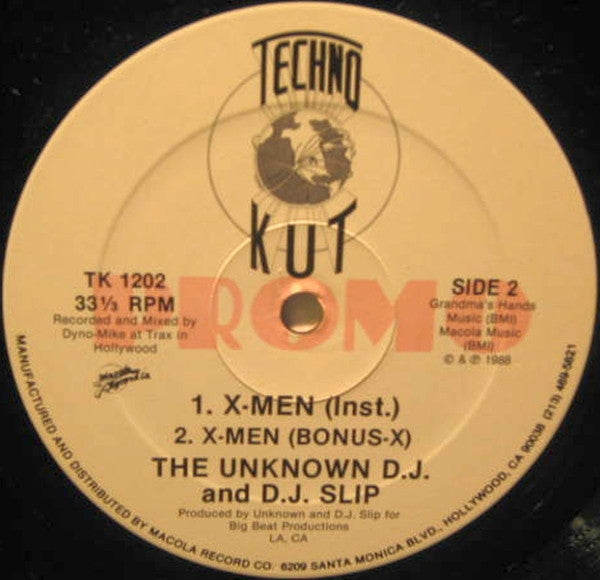 TECHNO
KUT
PROMO
TK 1202
33⅓ RPM
Recorded and Mixed by
Dyno-Mike at Trax in
Hollywood
SIDE 2
Grandma's Hands
Music (BMI)
Macola Music
(BMI)
© & ℗ 1988
Macola
Record Co.
1. X-MEN (Inst.)
2. X-MEN (BONUS-X)
THE UNKNOWN D.J.
and D.J. SLIP
Produced by Unknown and D.J. Slip for
Big Beat Productions
LA, CA
MANUFACTURED AND DISTRIBUTED BY MACOLA RECORD CO. 6209 SANTA MONICA BLVD., HOLLYWOOD, CA 90038 (213) 469-5821